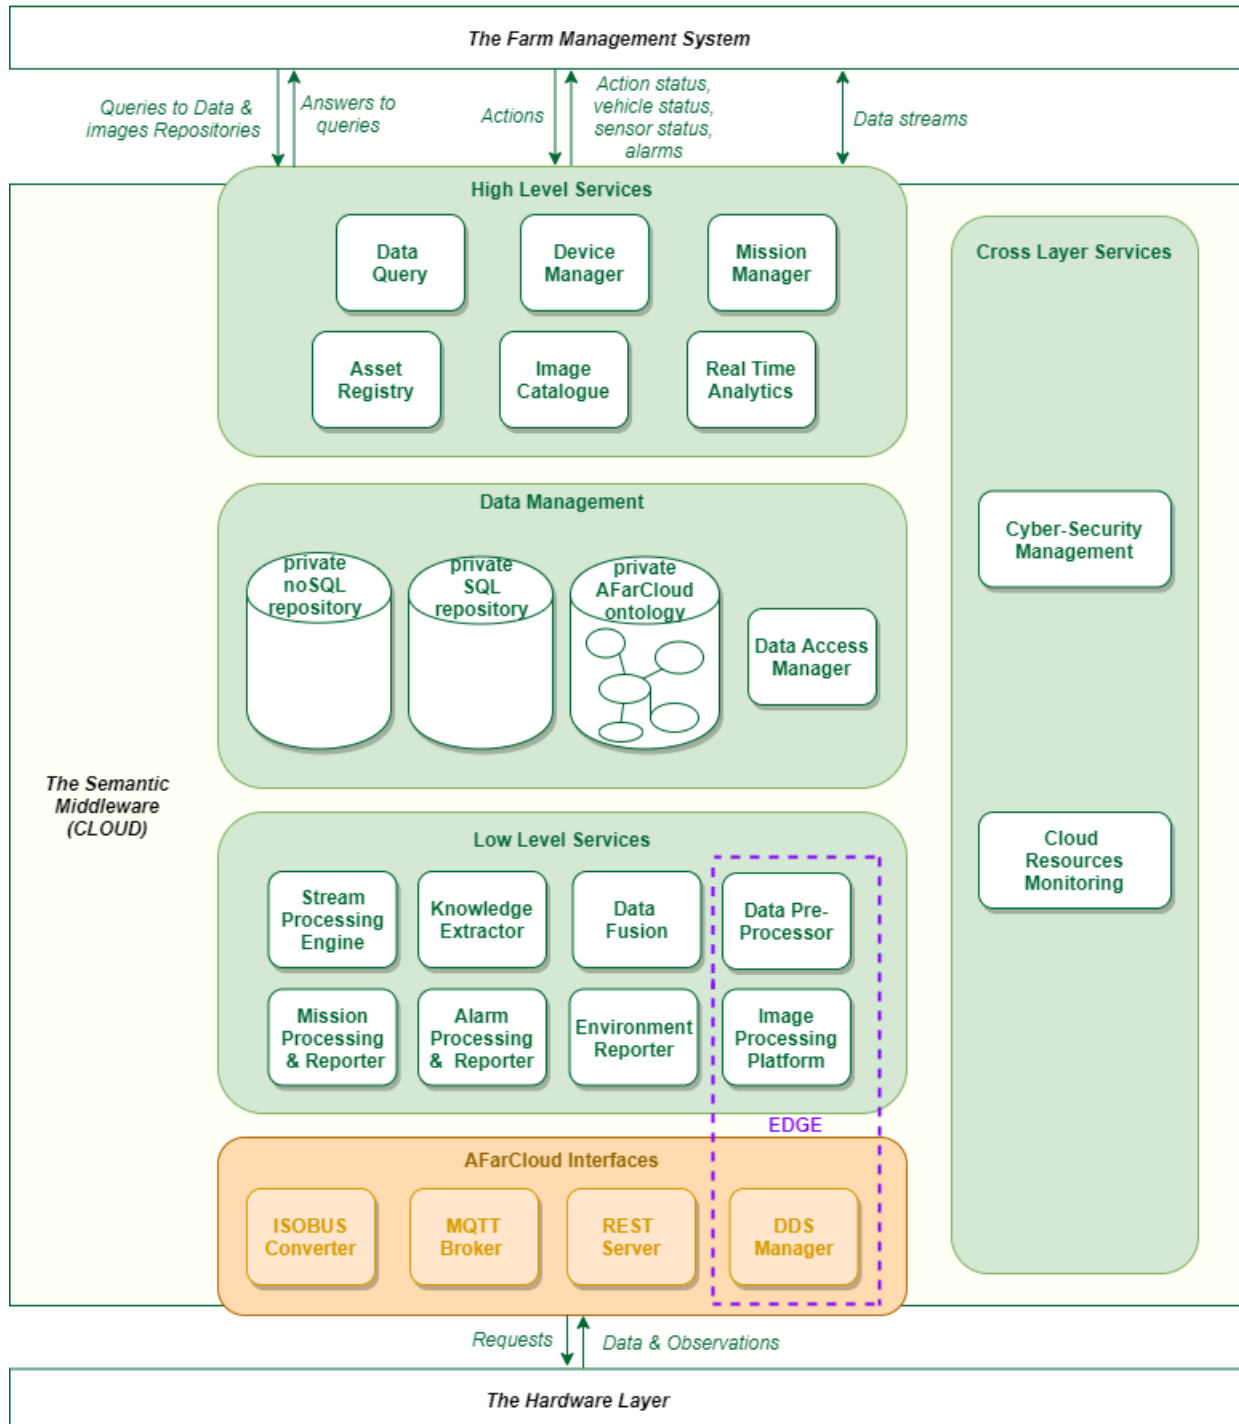 The Farm Management System
Queries to Data &
images Repositories
Answers to
queries
Actions
Action status,
vehicle status,
sensor status,
alarms
Data streams
High Level Services
Data
Query
Device
Manager
Mission
Manager
Asset
Registry
Image
Catalogue
Real Time
Analytics
Cross Layer Services
Cyber-Security
Management
Cloud
Resources
Monitoring
Data Management
private
noSQL
repository
private
SQL
repository
private
AFarCloud
ontology
Data Access
Manager
The Semantic
Middleware
(CLOUD)
Low Level Services
Stream
Processing
Engine
Knowledge
Extractor
Data
Fusion
Data Pre-
Processor
Mission
Processing
& Reporter
Alarm
Processing
& Reporter
Environment
Reporter
Image
Processing
Platform
EDGE
AFarCloud Interfaces
ISOBUS
Converter
MQTT
Broker
REST
Server
DDS
Manager
Requests
Data & Observations
The Hardware Layer